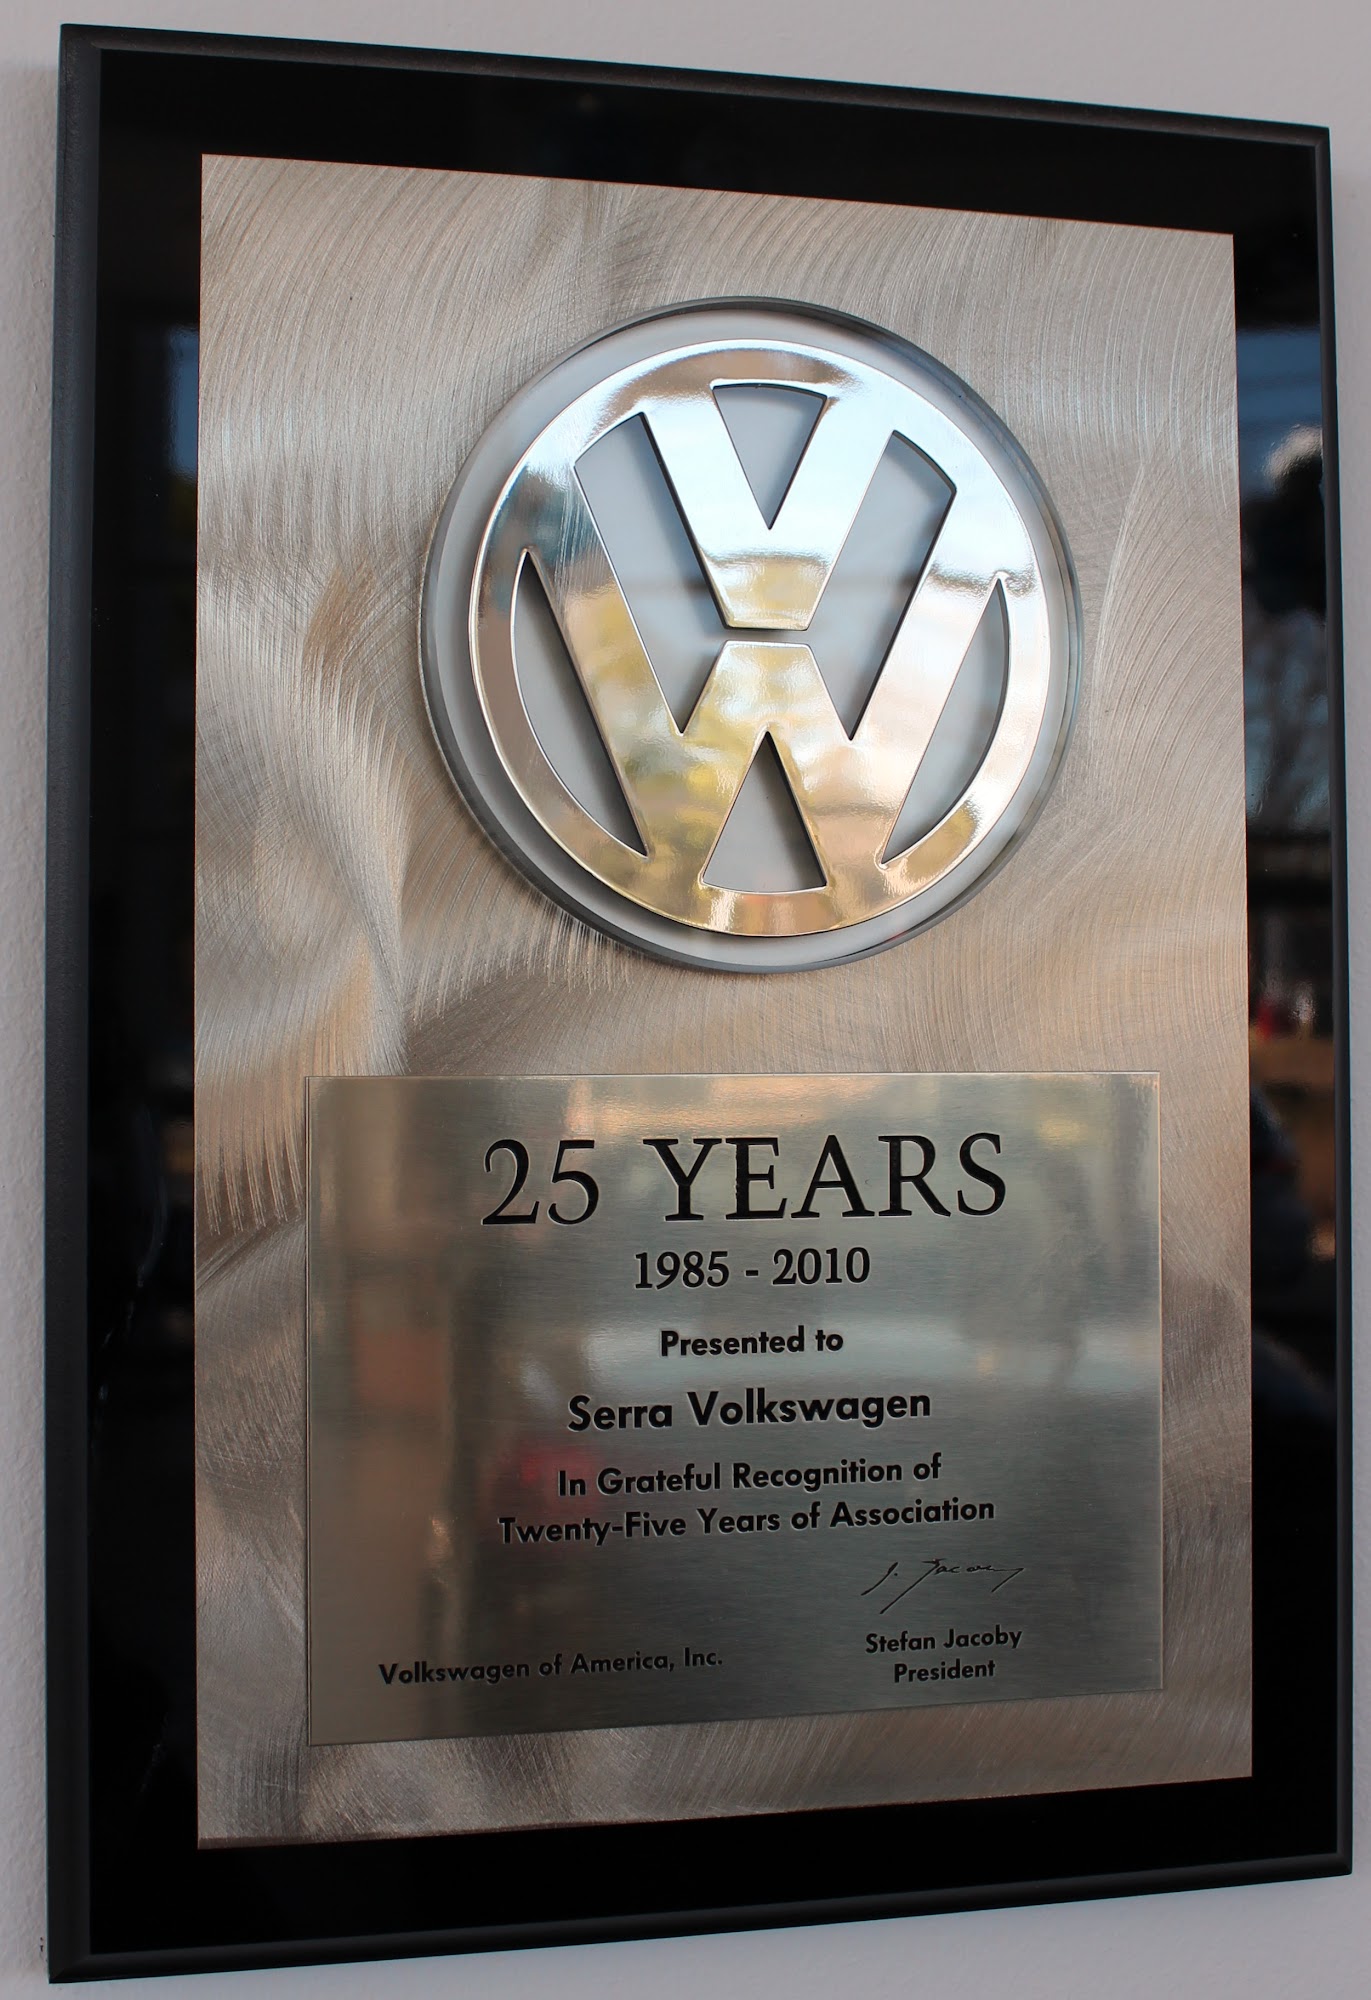 25 YEARS
1985 - 2010
Presented to
Serra Volkswagen
In Grateful Recognition of
Twenty-Five Years of Association
S. Jacoby
Volkswagen of America, Inc.
Stefan Jacoby
President